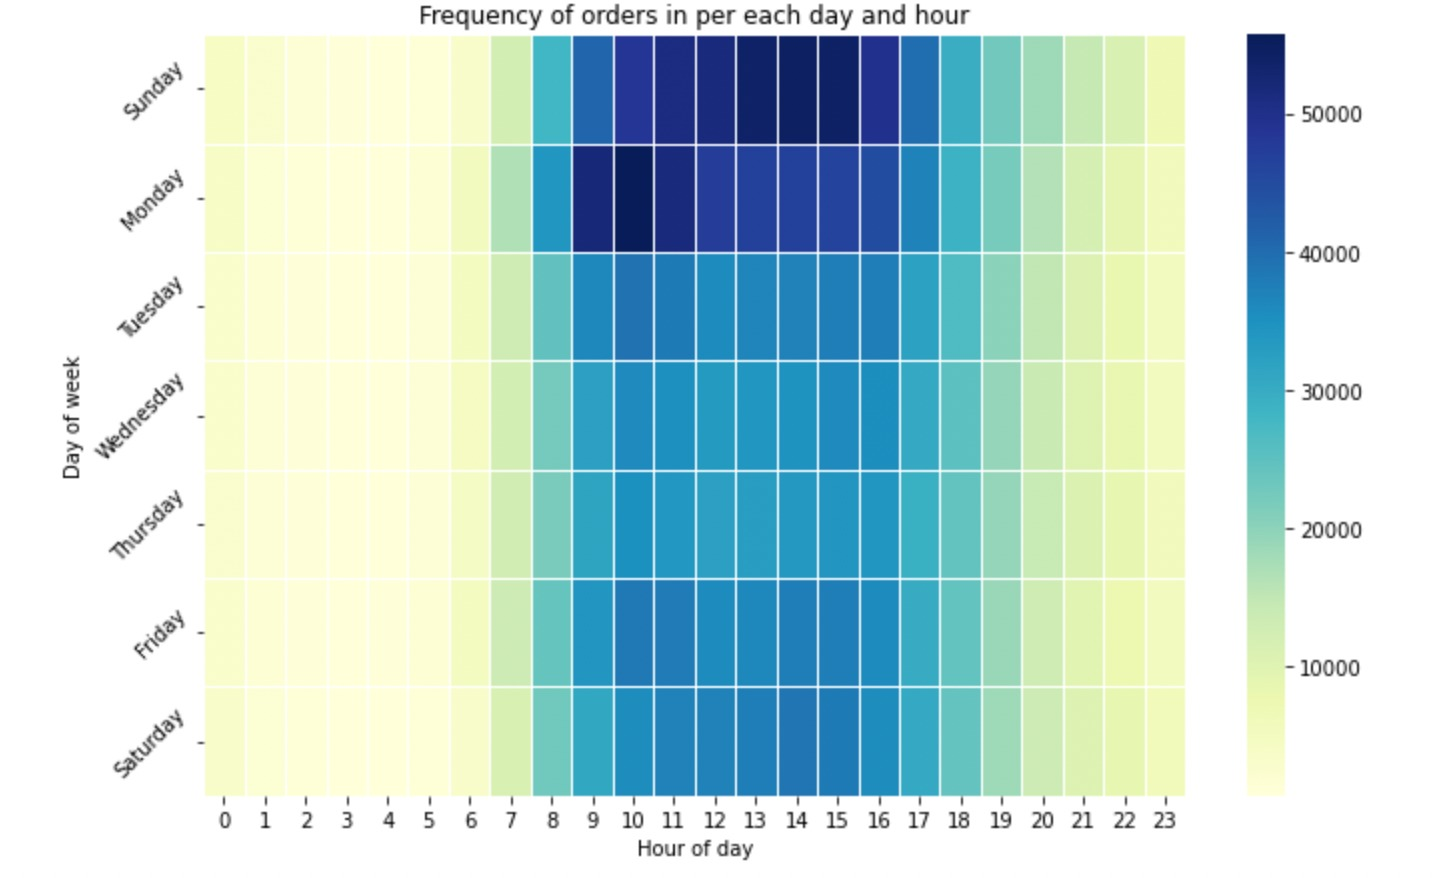 Frequency of orders in per each day and hour
Day of week
Sunday
Monday
Tuesday
Wednesday
Thursday
Friday
Saturday
0 1 2 3 4 5 6 7 8 9 10 11 12 13 14 15 16 17 18 19 20 21 22 23
Hour of day
50000
40000
30000
20000
10000